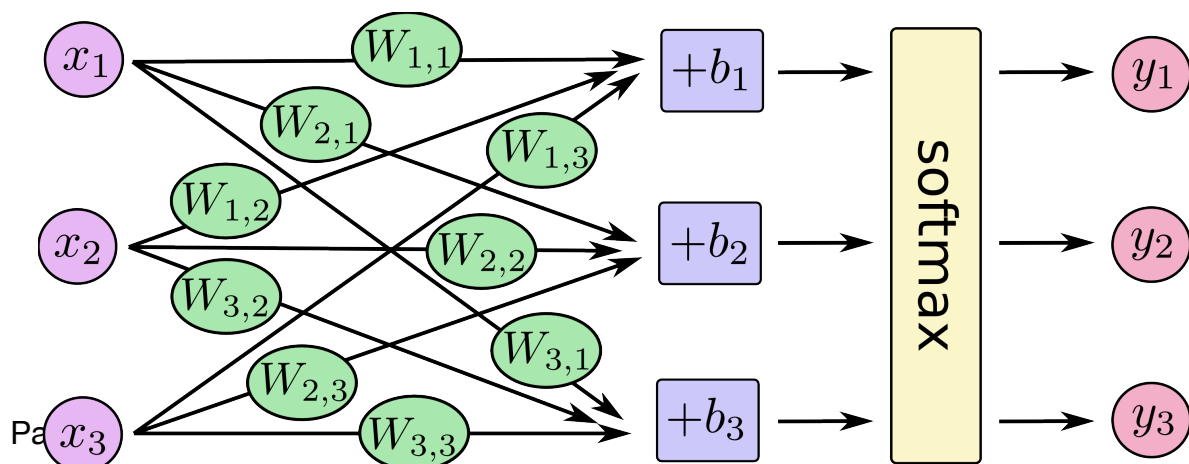 x₁
W₁,₁
+b₁
y₁
W₂,₁
W₁,₃
softmax
W₁,₂
x₂
W₂,₂
+b₂
y₂
W₃,₂
W₃,₁
W₂,₃
Pa
x₃
W₃,₃
+b₃
y₃